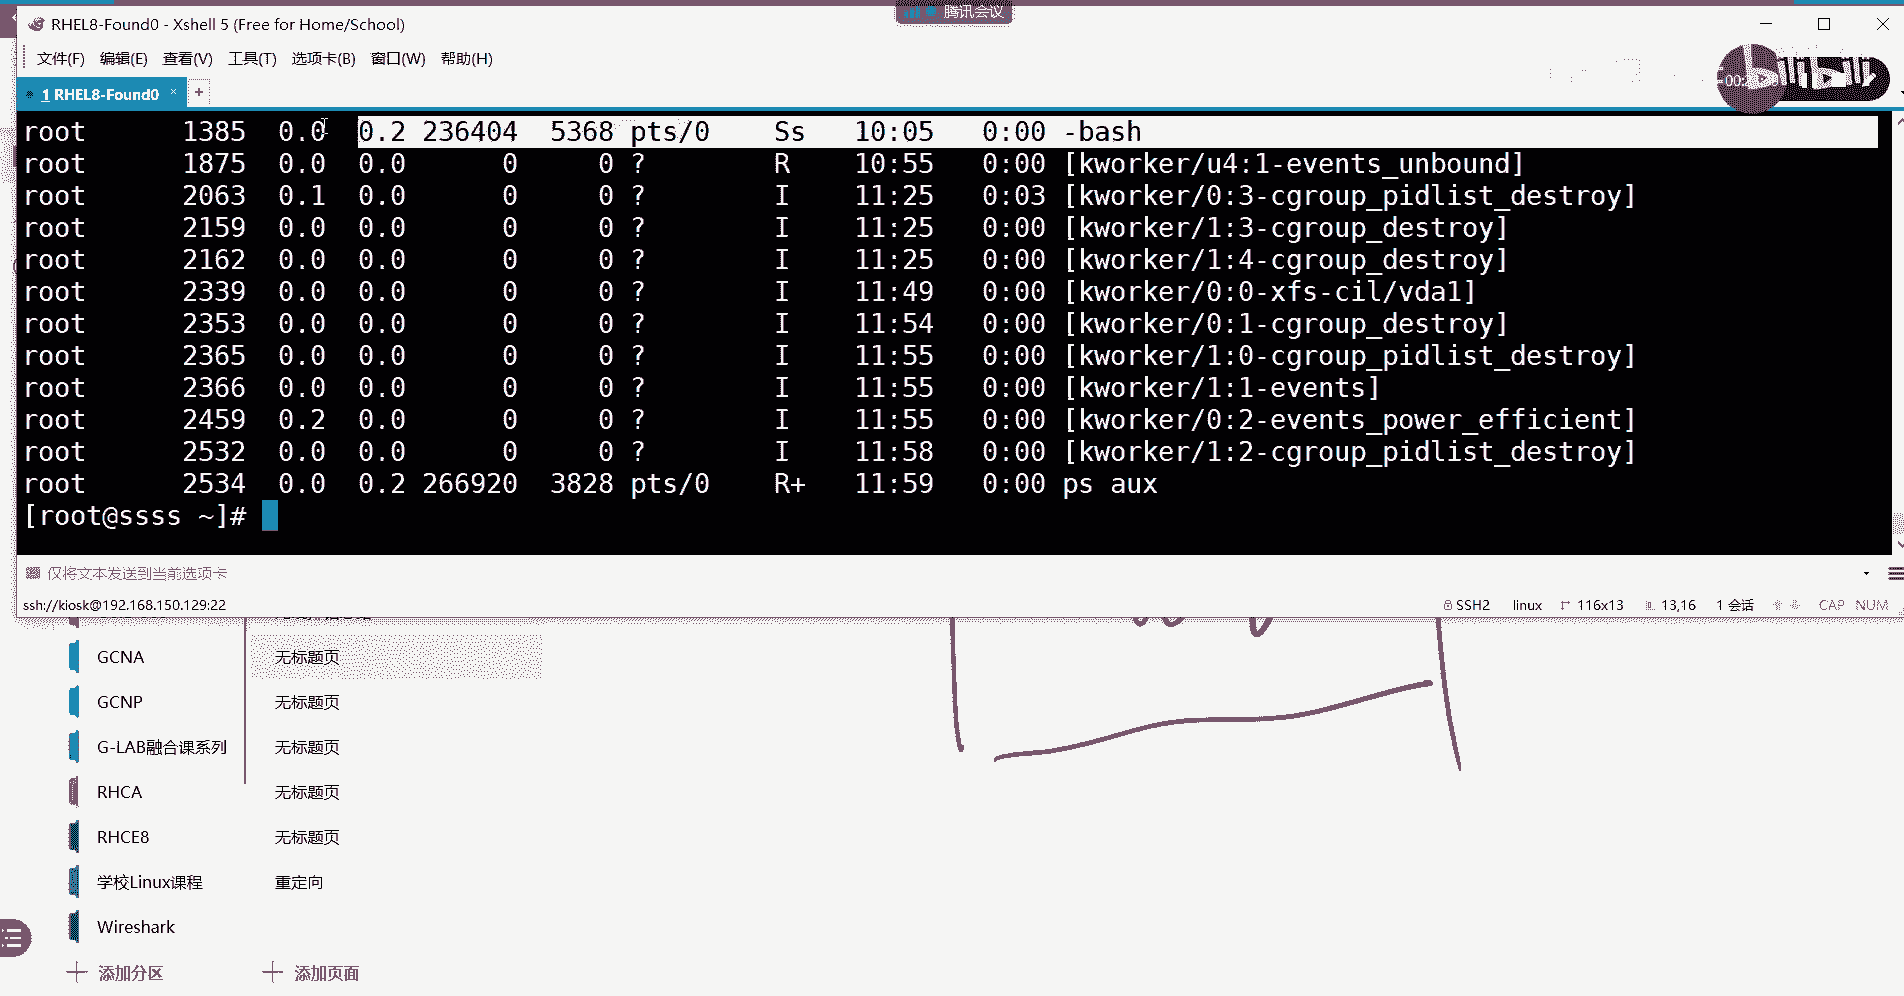 腾讯会议
RHEL8-Found0 - Xshell 5 (Free for Home/School)
文件(F) 编辑(E) 查看(V) 工具(T) 选项卡(B) 窗口(W) 帮助(H)
1 RHEL8-Found0 × +
root 1385 0.0 0.2 236404 5368 pts/0 Ss 10:05 0:00 -bash
root 1875 0.0 0.0 0 0 ? R 10:55 0:00 [kworker/u4:1-events_unbound]
root 2063 0.1 0.0 0 0 ? I 11:25 0:03 [kworker/0:3-cgroup_pidlist_destroy]
root 2159 0.0 0.0 0 0 ? I 11:25 0:00 [kworker/1:3-cgroup_destroy]
root 2162 0.0 0.0 0 0 ? I 11:25 0:00 [kworker/1:4-cgroup_destroy]
root 2339 0.0 0.0 0 0 ? I 11:49 0:00 [kworker/0:0-xfs-cil/vda1]
root 2353 0.0 0.0 0 0 ? I 11:54 0:00 [kworker/0:1-cgroup_destroy]
root 2365 0.0 0.0 0 0 ? I 11:55 0:00 [kworker/1:0-cgroup_pidlist_destroy]
root 2366 0.0 0.0 0 0 ? I 11:55 0:00 [kworker/1:1-events]
root 2459 0.2 0.0 0 0 ? I 11:55 0:00 [kworker/0:2-events_power_efficient]
root 2532 0.0 0.0 0 0 ? I 11:58 0:00 [kworker/1:2-cgroup_pidlist_destroy]
root 2534 0.0 0.2 266920 3828 pts/0 R+ 11:59 0:00 ps aux
[root@ssss ~]#
仅将文本发送到当前选项卡
ssh://kiosk@192.168.150.129:22 SSH2 linux 116x13 13,16 1 会话 CAP NUM
GCNA 无标题页
GCNP 无标题页
G-LAB融合课系列 无标题页
RHCA 无标题页
RHCE8 无标题页
学校Linux课程 重定向
Wireshark
添加分区 添加页面